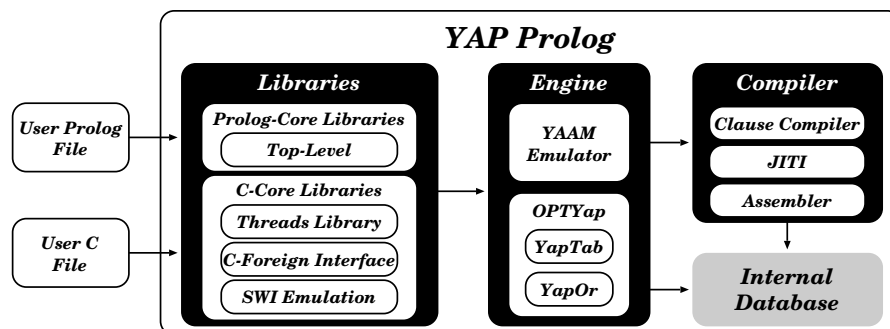 YAP Prolog
User Prolog
File
User C
File
Libraries
Prolog-Core Libraries
Top-Level
C-Core Libraries
Threads Library
C-Foreign Interface
SWI Emulation
Engine
YAAM
Emulator
OPTYap
YapTab
YapOr
Compiler
Clause Compiler
JITI
Assembler
Internal
Database